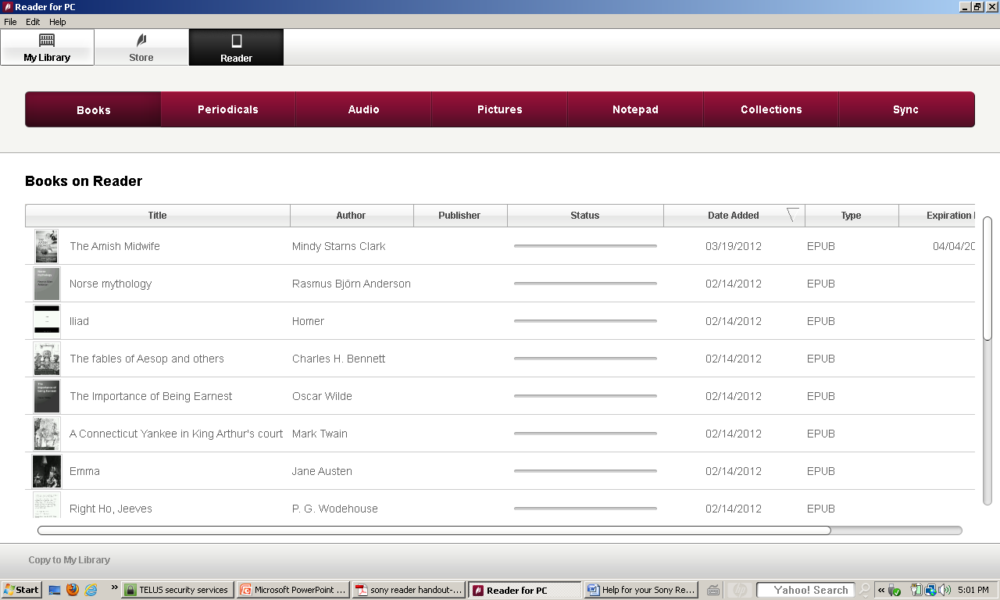 Reader for PC
File Edit Help
My Library Store Reader
Books Periodicals Audio Pictures Notepad Collections Sync
Books on Reader
Title Author Publisher Status Date Added Type Expiration
The Amish Midwife Mindy Starns Clark 03/19/2012 EPUB 04/04/20
Norse mythology Rasmus Björn Anderson 02/14/2012 EPUB
Iliad Homer 02/14/2012 EPUB
The fables of Aesop and others Charles H. Bennett 02/14/2012 EPUB
The Importance of Being Earnest Oscar Wilde 02/14/2012 EPUB
A Connecticut Yankee in King Arthur's court Mark Twain 02/14/2012 EPUB
Emma Jane Austen 02/14/2012 EPUB
Right Ho, Jeeves P. G. Wodehouse 02/14/2012 EPUB
Copy to My Library
Start » TELUS security services Microsoft PowerPoint ... sony reader handout-... Reader for PC Help for your Sony Re... hp Yahoo! Search « 5:01 PM